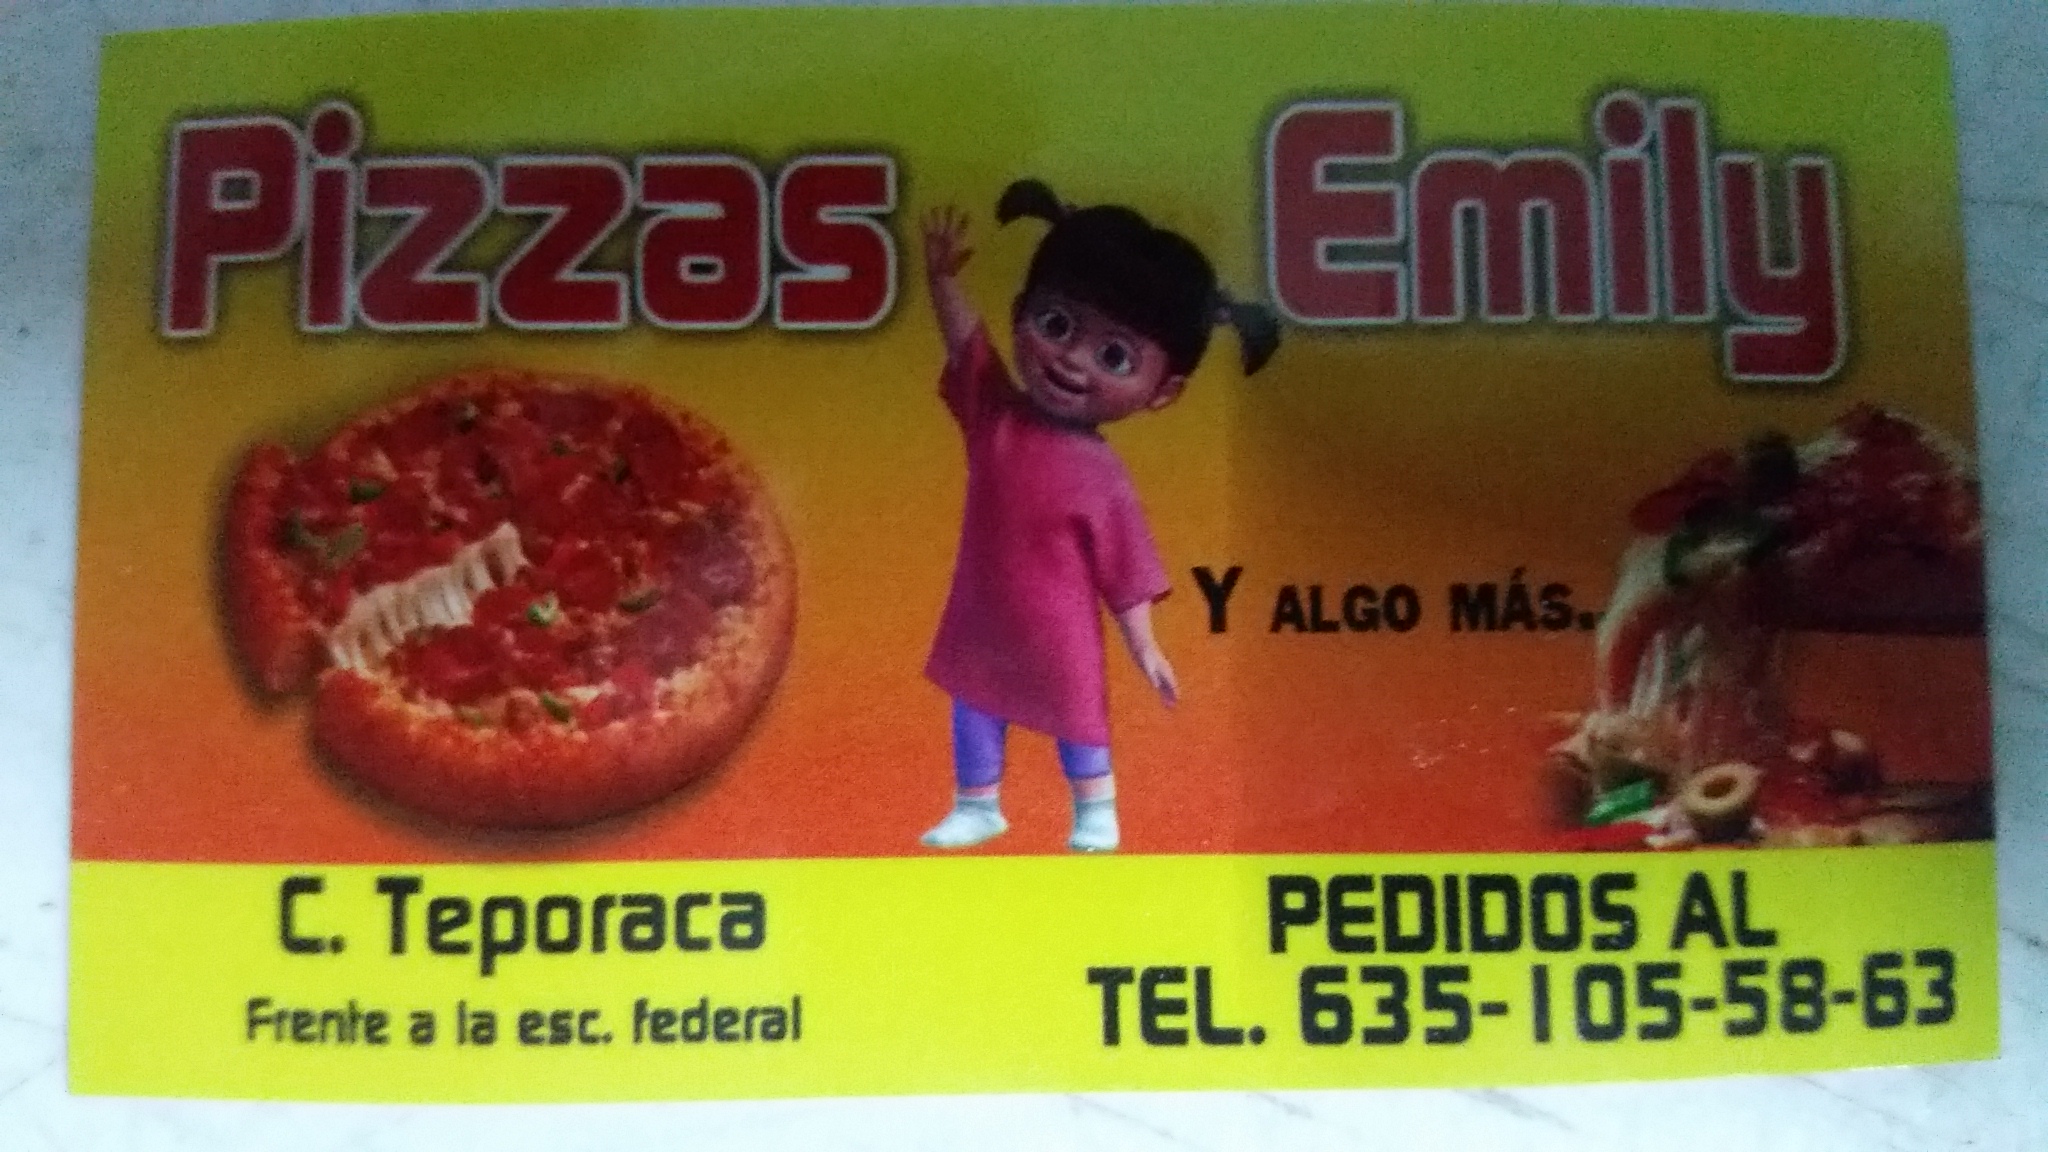 Pizzas Emily
Y ALGO MÁS..
C. Teporaca
Frente a la esc. federal
PEDIDOS AL
TEL. 635-105-58-63